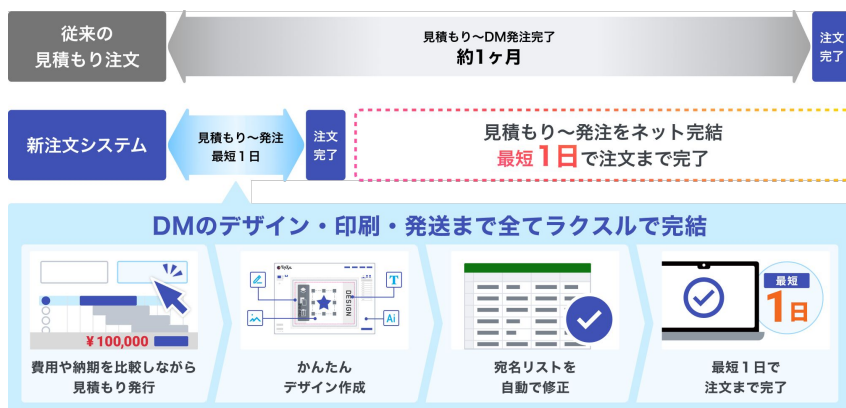 従来の
見積もり注文
見積もり〜DM発注完了
約1ヶ月
注文
完了
新注文システム
見積もり〜発注
最短1日
注文
完了
見積もり〜発注をネット完結
最短1日で注文まで完了
DMのデザイン・印刷・発送まで全てラクスルで完結
¥100,000
費用や納期を比較しながら
見積もり発行
T
DESIGN
Ai
かんたん
デザイン作成
宛名リストを
自動で修正
最短
1日
最短1日で
注文まで完了